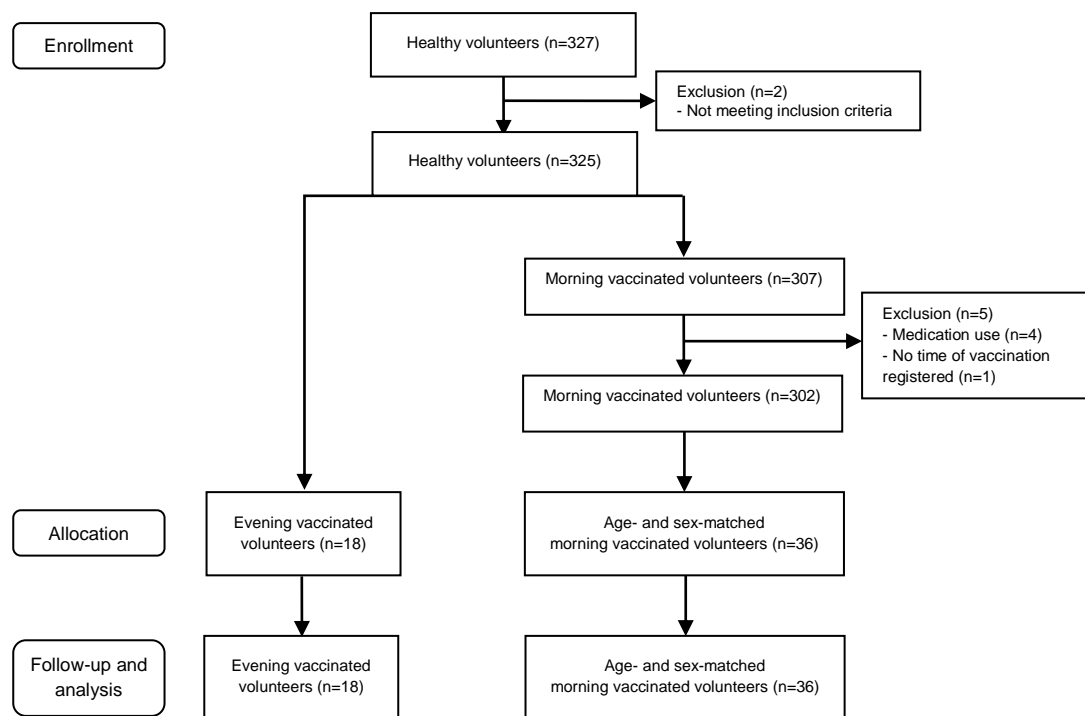 Enrollment
Healthy volunteers (n=327)
Exclusion (n=2)
- Not meeting inclusion criteria
Healthy volunteers (n=325)
Morning vaccinated volunteers (n=307)
Exclusion (n=5)
- Medication use (n=4)
- No time of vaccination
registered (n=1)
Morning vaccinated volunteers (n=302)
Allocation
Evening vaccinated
volunteers (n=18)
Age- and sex-matched
morning vaccinated volunteers (n=36)
Follow-up and
analysis
Evening vaccinated
volunteers (n=18)
Age- and sex-matched
morning vaccinated volunteers (n=36)